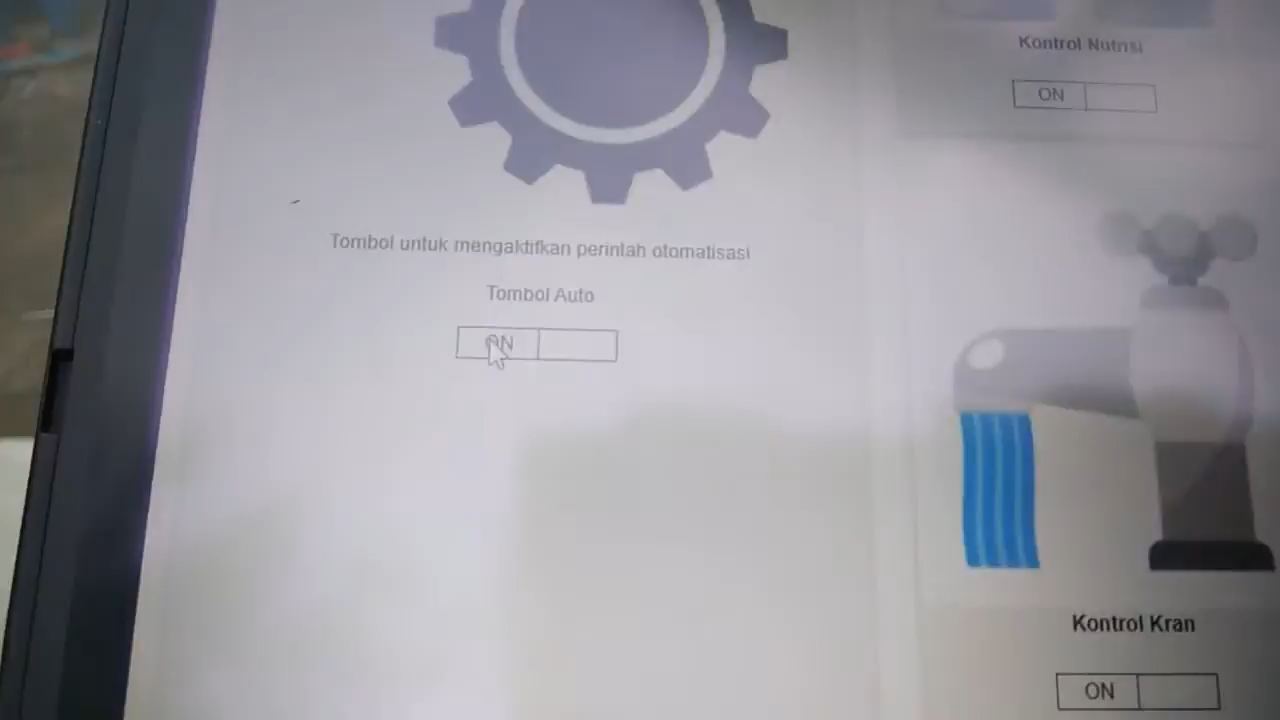 Kontrol Nutrisi
ON
Tombol untuk mengaktifkan perintah otomatisasi
Tombol Auto
ON
Kontrol Kran
ON